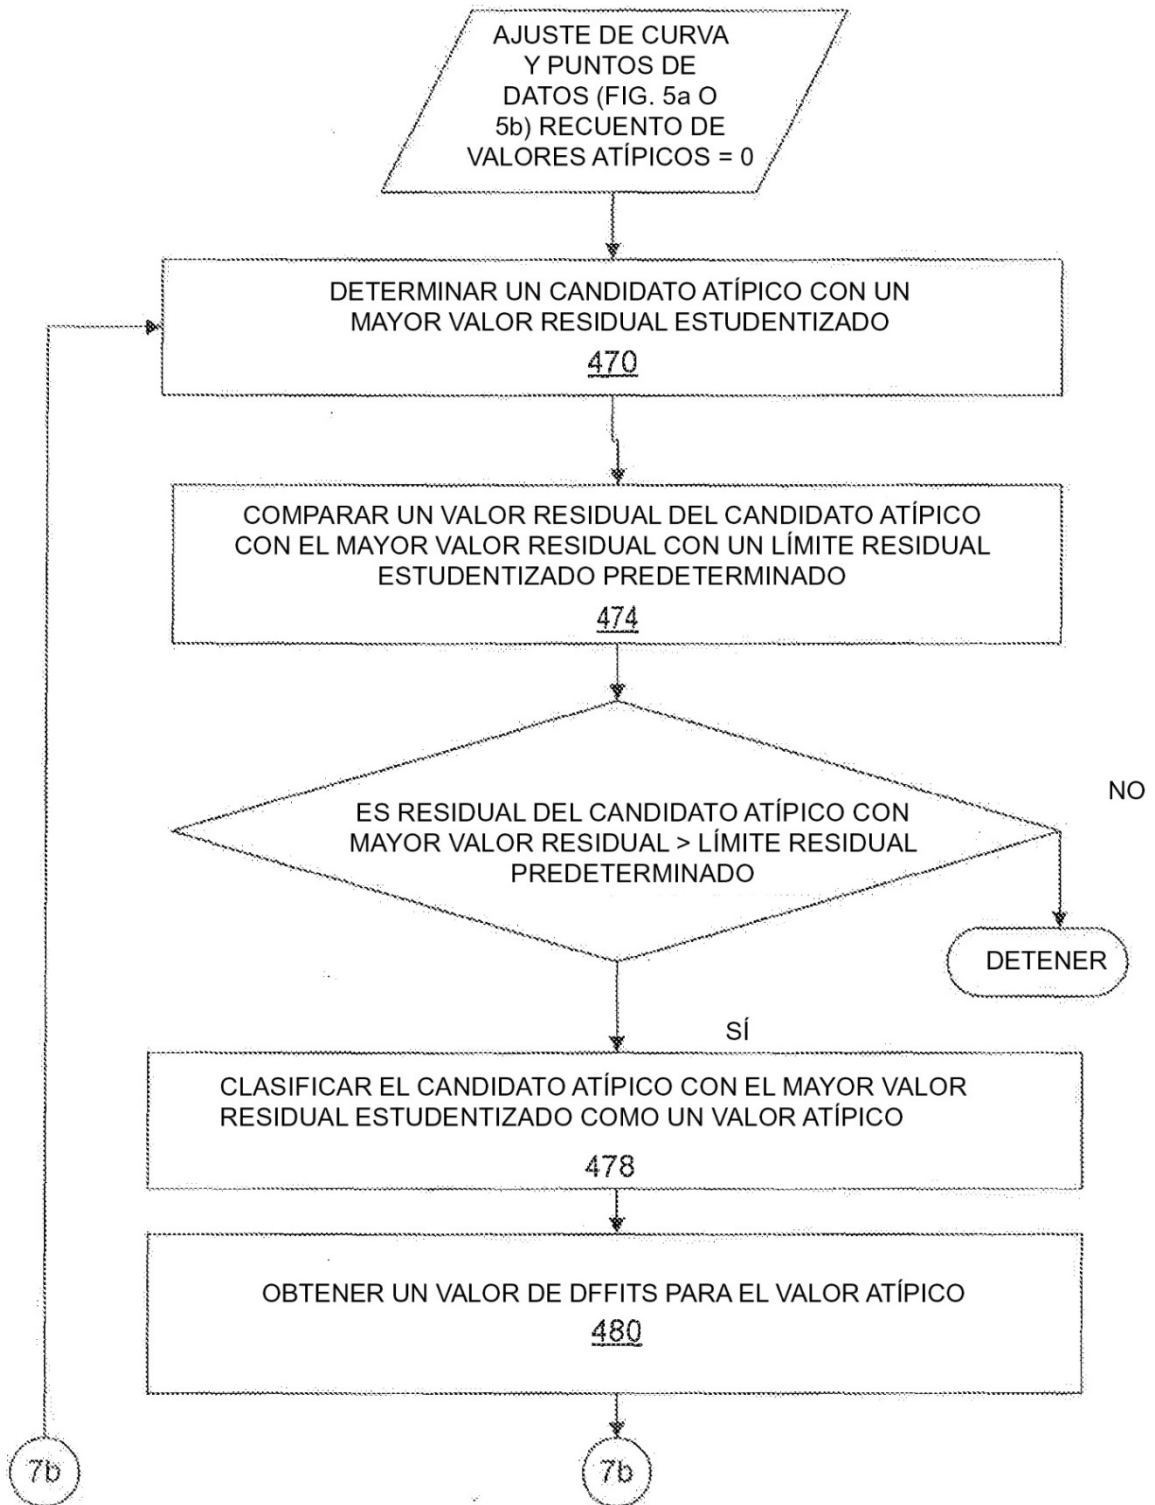 AJUSTE DE CURVA
Y PUNTOS DE
DATOS (FIG. 5a O
5b) RECUENTO DE
VALORES ATÍPICOS = 0
DETERMINAR UN CANDIDATO ATÍPICO CON UN
MAYOR VALOR RESIDUAL ESTUDENTIZADO
470
COMPARAR UN VALOR RESIDUAL DEL CANDIDATO ATÍPICO
CON EL MAYOR VALOR RESIDUAL CON UN LÍMITE RESIDUAL
ESTUDENTIZADO PREDETERMINADO
474
NO
ES RESIDUAL DEL CANDIDATO ATÍPICO CON
MAYOR VALOR RESIDUAL > LÍMITE RESIDUAL
PREDETERMINADO
DETENER
SÍ
CLASIFICAR EL CANDIDATO ATÍPICO CON EL MAYOR VALOR
RESIDUAL ESTUDENTIZADO COMO UN VALOR ATÍPICO
478
OBTENER UN VALOR DE DFFITS PARA EL VALOR ATÍPICO
480
7b
7b